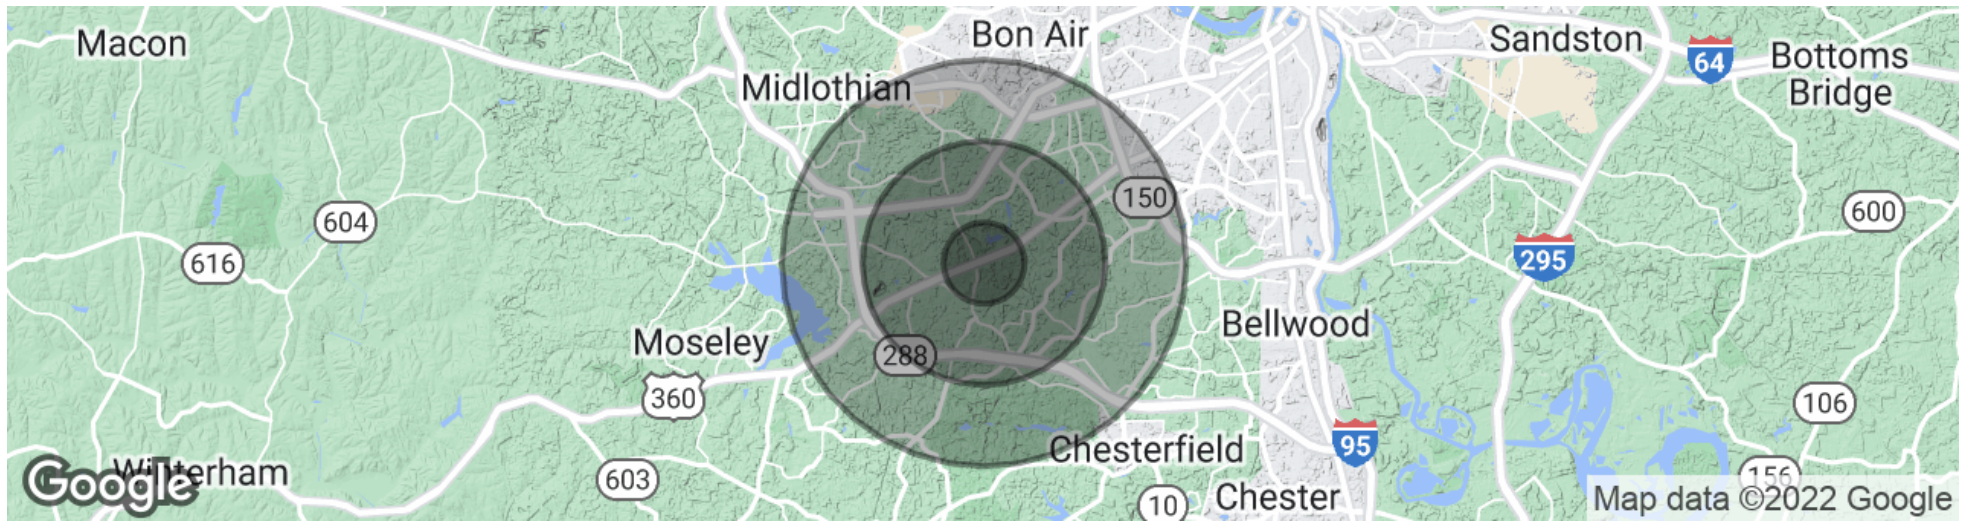 Macon
Bon Air
Sandston
64
Bottoms
Bridge
Midlothian
150
604
600
616
295
Moseley
Bellwood
288
360
106
Chesterfield
95
Winterham
Google
603
10
Chester
156
Map data ©2022 Google